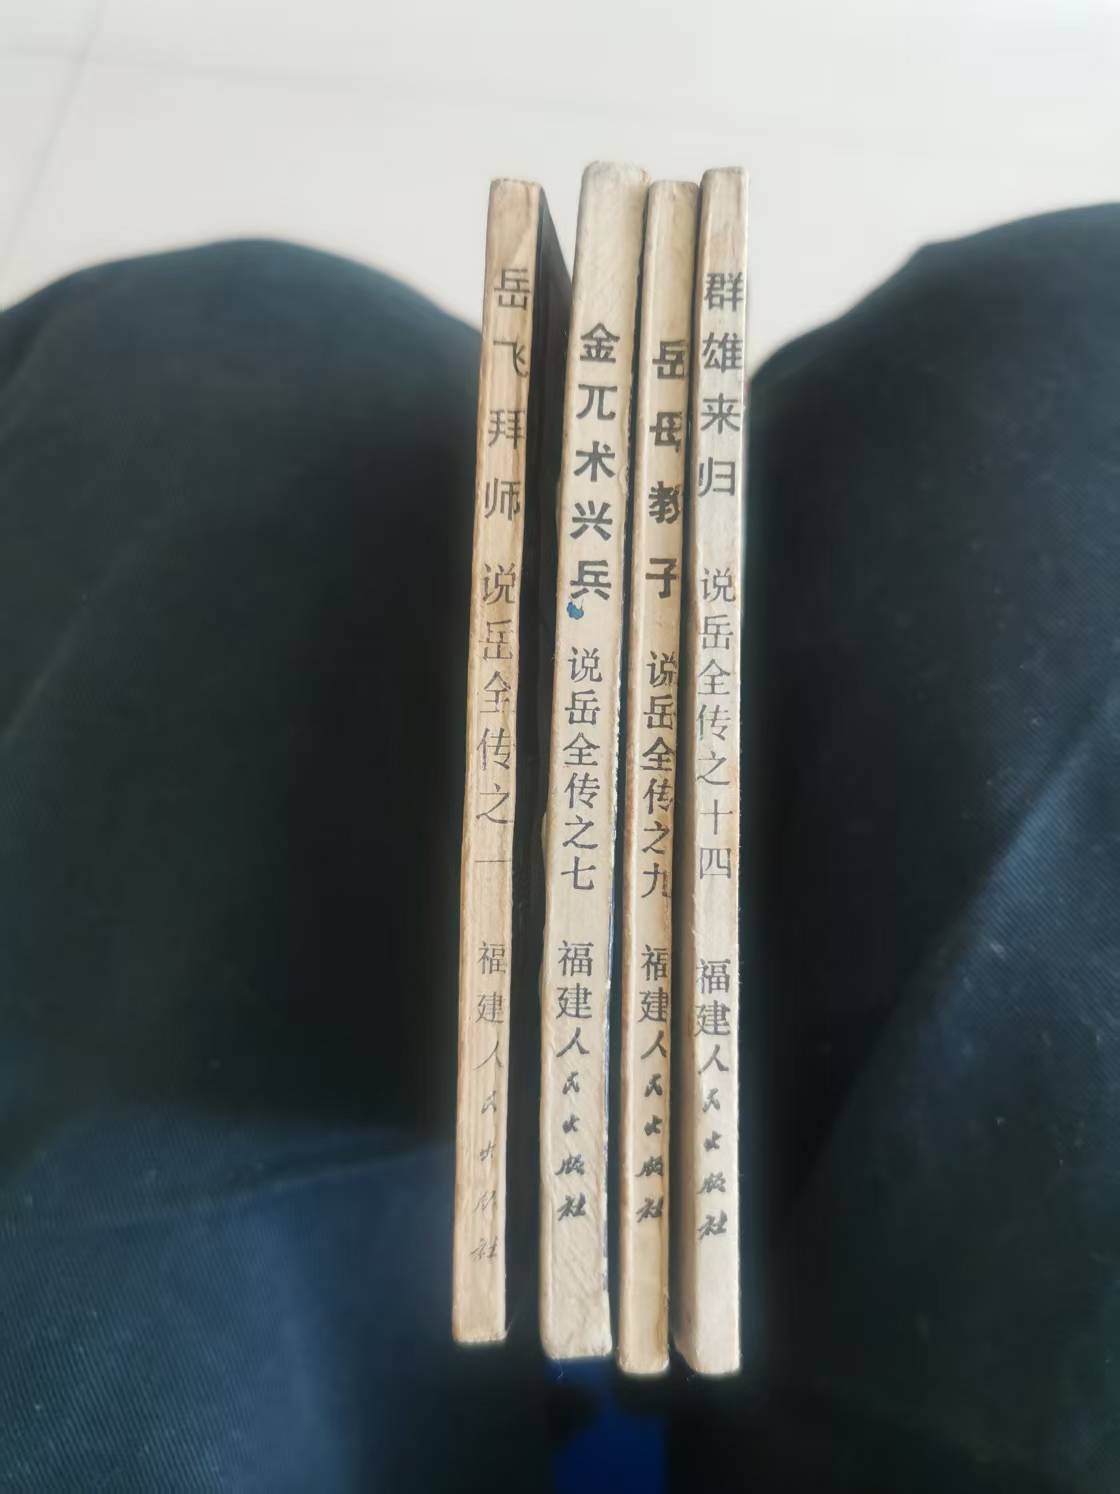 岳飞拜师 说岳全传之一 福建人民出版社
金兀术兴兵 说岳全传之七 福建人民出版社
岳母教子 说岳全传之九 福建人民出版社
群雄来归 说岳全传之十四 福建人民出版社